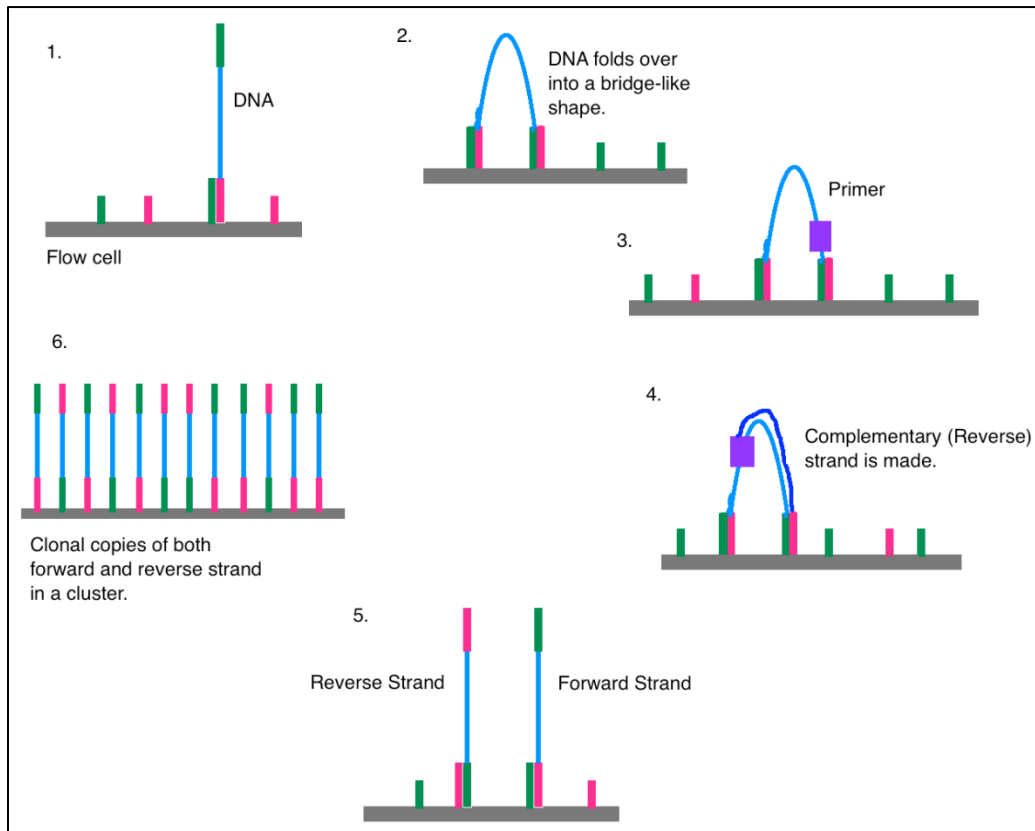 1.
DNA
Flow cell
2.
DNA folds over
into a bridge-like
shape.
Primer
3.
4.
Complementary (Reverse)
strand is made.
5.
Reverse Strand
Forward Strand
6.
Clonal copies of both
forward and reverse strand
in a cluster.